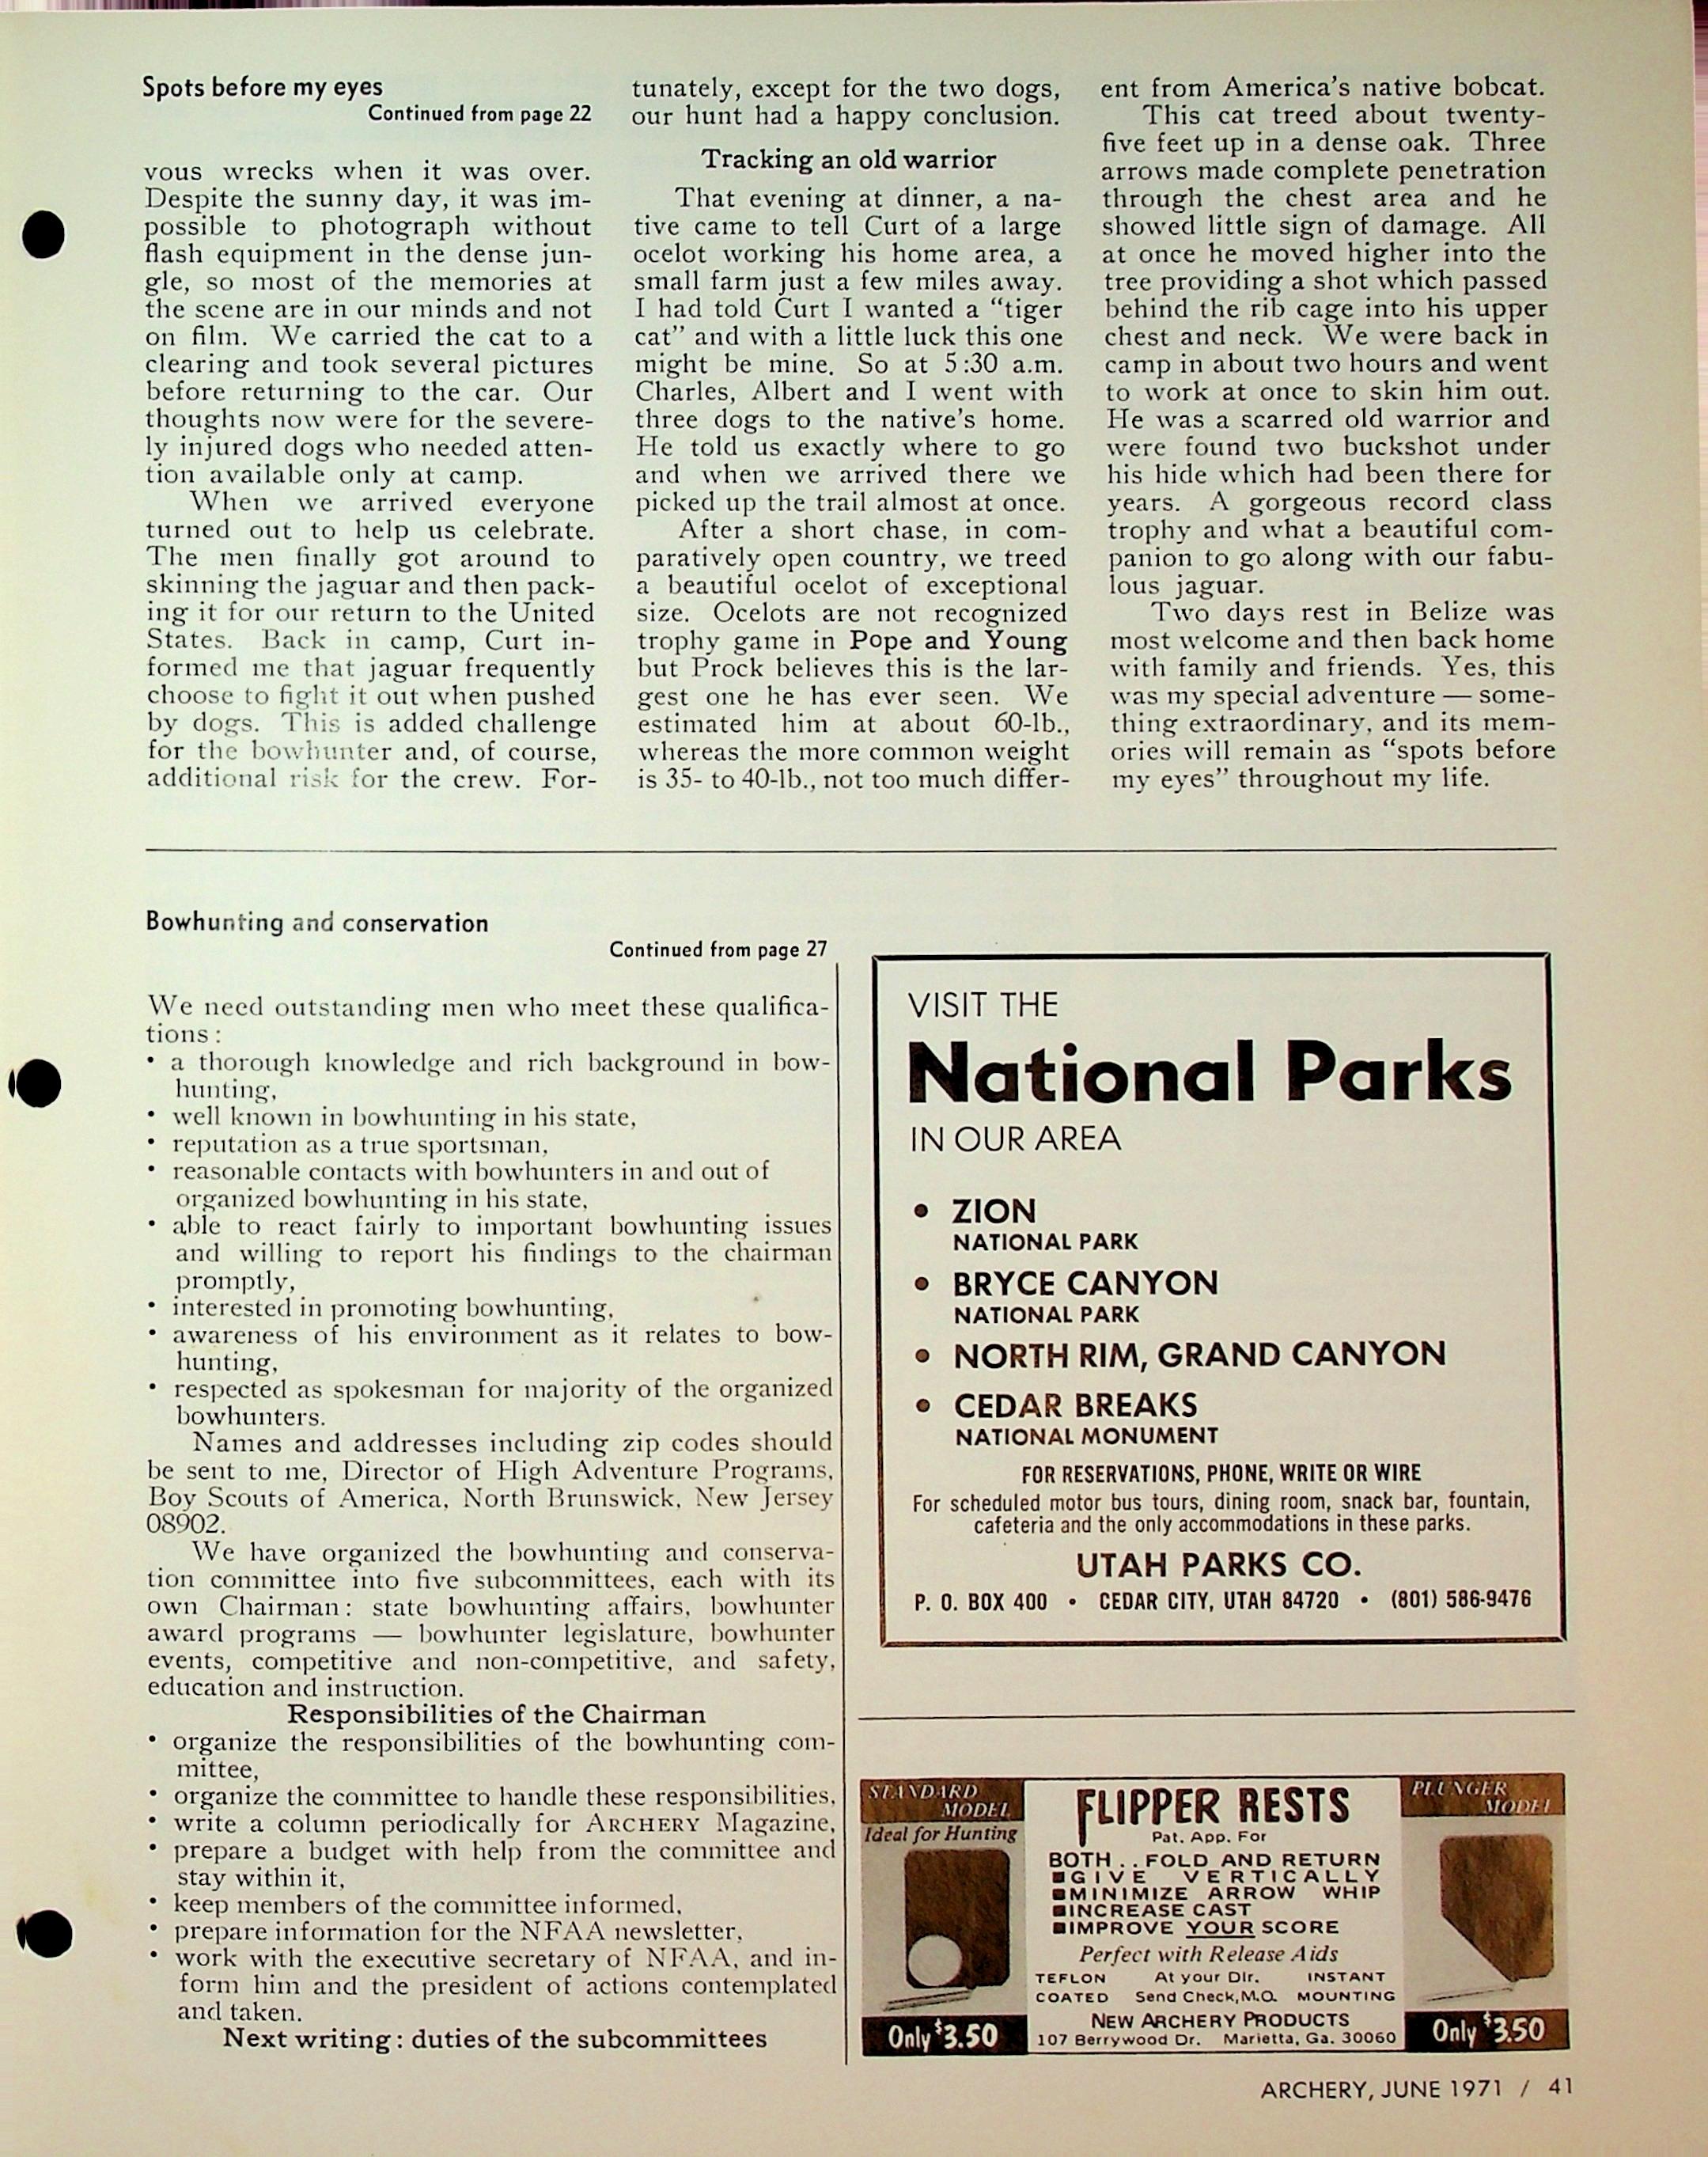 Spots before my eyes
Continued from page 22
vous wrecks when it was over.
Despite the sunny day, it was im-
possible to photograph without
flash equipment in the dense jun-
gle, so most of the memories at
the scene are in our minds and not
on film. We carried the cat to a
clearing and took several pictures
before returning to the car. Our
thoughts now were for the severe-
ly injured dogs who needed atten-
tion available only at camp.
When we arrived everyone
turned out to help us celebrate.
The men finally got around to
skinning the jaguar and then pack-
ing it for our return to the United
States. Back in camp, Curt in-
formed me that jaguar frequently
choose to fight it out when pushed
by dogs. This is added challenge
for the bowhunter and, of course,
additional risk for the crew. For-
tunately, except for the two dogs,
our hunt had a happy conclusion.
Tracking an old warrior
That evening at dinner, a na-
tive came to tell Curt of a large
ocelot working his home area, a
small farm just a few miles away.
I had told Curt I wanted a “tiger
cat” and with a little luck this one
might be mine. So at 5:30 a.m.
Charles, Albert and I went with
three dogs to the native's home.
He told us exactly where to go
and when we arrived there we
picked up the trail almost at once.
After a short chase, in com-
paratively open country, we treed
a beautiful ocelot of exceptional
size. Ocelots are not recognized
trophy game in Pope and Young
but Prock believes this is the lar-
gest one he has ever seen. We
estimated him at about 60-lb.,
whereas the more common weight
is 35- to 40-lb., not too much differ-
ent from America's native bobcat.
This cat treed about twenty-
five feet up in a dense oak. Three
arrows made complete penetration
through the chest area and he
showed little sign of damage. All
at once he moved higher into the
tree providing a shot which passed
behind the rib cage into his upper
chest and neck. We were back in
camp in about two hours and went
to work at once to skin him out.
He was a scarred old warrior and
were found two buckshot under
his hide which had been there for
years. A gorgeous record class
trophy and what a beautiful com-
panion to go along with our fabu-
lous jaguar.
Two days rest in Belize was
most welcome and then back home
with family and friends. Yes, this
was my special adventure — some-
thing extraordinary, and its mem-
ories will remain as “spots before
my eyes” throughout my life.
Bowhunting and conservation
Continued from page 27
We need outstanding men who meet these qualifica-
tions:
• a thorough knowledge and rich background in bow-
hunting,
• well known in bowhunting in his state,
• reputation as a true sportsman,
• reasonable contacts with bowhunters in and out of
organized bowhunting in his state,
• able to react fairly to important bowhunting issues
and willing to report his findings to the chairman
promptly,
• interested in promoting bowhunting,
• awareness of his environment as it relates to bow-
hunting,
• respected as spokesman for majority of the organized
bowhunters.
Names and addresses including zip codes should
be sent to me, Director of High Adventure Programs,
Boy Scouts of America, North Brunswick, New Jersey
08902.
We have organized the bowhunting and conserva-
tion committee into five subcommittees, each with its
own Chairman: state bowhunting affairs, bowhunter
award programs — bowhunter legislature, bowhunter
events, competitive and non-competitive, and safety,
education and instruction.
Responsibilities of the Chairman
• organize the responsibilities of the bowhunting com-
mittee,
• organize the committee to handle these responsibilities,
• write a column periodically for ARCHERY Magazine,
• prepare a budget with help from the committee and
stay within it,
• keep members of the committee informed,
• prepare information for the NFAA newsletter,
• work with the executive secretary of NFAA, and in-
form him and the president of actions contemplated
and taken.
Next writing: duties of the subcommittees
VISIT THE
National Parks
IN OUR AREA
• ZION
NATIONAL PARK
• BRYCE CANYON
NATIONAL PARK
• NORTH RIM, GRAND CANYON
• CEDAR BREAKS
NATIONAL MONUMENT
FOR RESERVATIONS, PHONE, WRITE OR WIRE
For scheduled motor bus tours, dining room, snack bar, fountain,
cafeteria and the only accommodations in these parks.
UTAH PARKS CO.
P. O. BOX 400 • CEDAR CITY, UTAH 84720 • (801) 586-9476
STANDARD
MODEL
Ideal for Hunting
Only $3.50
FLIPPER RESTS
Pat. App. For
BOTH..FOLD AND RETURN
■GIVE VERTICALLY
■MINIMIZE ARROW WHIP
■INCREASE CAST
■IMPROVE YOUR SCORE
Perfect with Release Aids
TEFLON At your Dlr. INSTANT
COATED Send Check,M.O. MOUNTING
NEW ARCHERY PRODUCTS
107 Berrywood Dr. Marietta, Ga. 30060
PLUNGER
MODEL
Only $3.50
ARCHERY, JUNE 1971 / 41